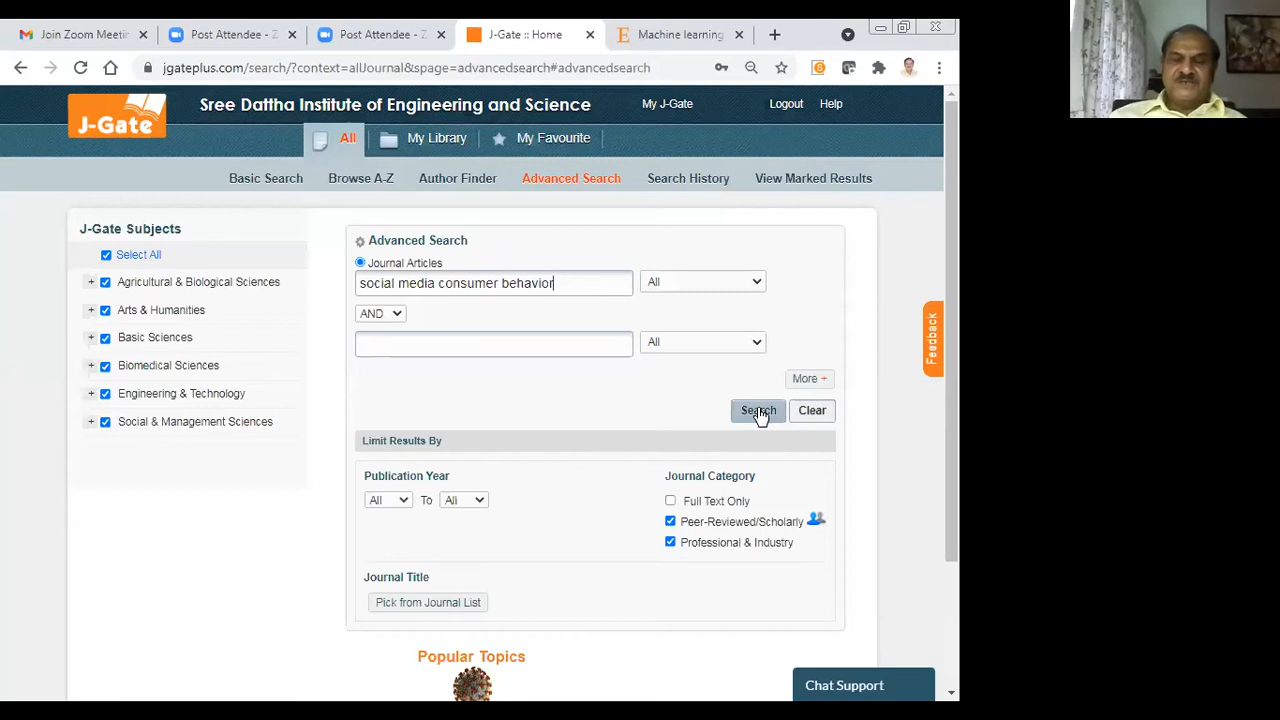 Join Zoom Meetin
Post Attendee - Z
Post Attendee - Z
J-Gate :: Home
Machine learning
jgateplus.com/search/?context=allJournal&spage=advancedsearch#advancedsearch
J-Gate
Sree Dattha Institute of Engineering and Science
My J-Gate
Logout
Help
All
My Library
My Favourite
Basic Search
Browse A-Z
Author Finder
Advanced Search
Search History
View Marked Results
J-Gate Subjects
Select All
Agricultural & Biological Sciences
Arts & Humanities
Basic Sciences
Biomedical Sciences
Engineering & Technology
Social & Management Sciences
Advanced Search
Journal Articles
social media consumer behavior
All
AND
All
More +
Search
Clear
Limit Results By
Publication Year
All To All
Journal Category
Full Text Only
Peer-Reviewed/Scholarly
Professional & Industry
Journal Title
Pick from Journal List
Popular Topics
Feedback
Chat Support